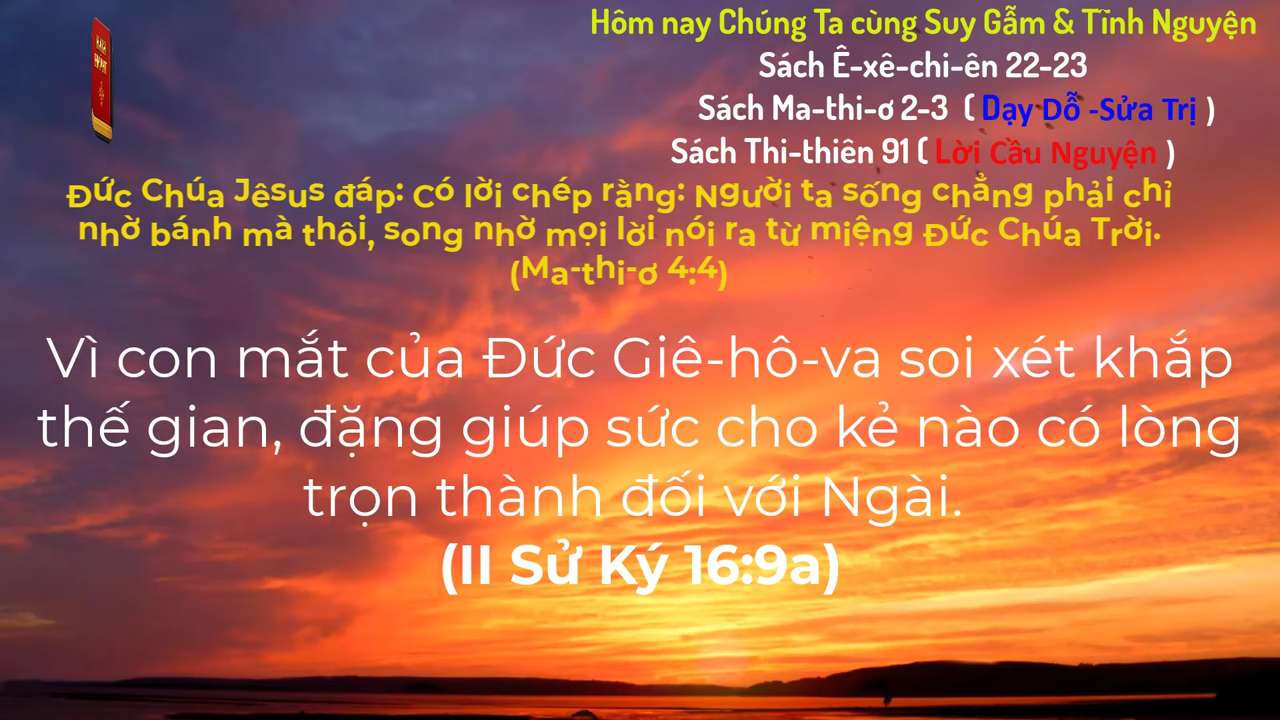 Hôm nay Chúng Ta cùng Suy Gẫm & Tĩnh Nguyện
Sách Ê-xê-chi-ên 22-23
Sách Ma-thi-ơ 2-3 ( Dạy Dỗ -Sửa Trị )
Sách Thi-thiên 91 ( Lời Cầu Nguyện )
Đức Chúa Jêsus đáp: Có lời chép rằng: Người ta sống chẳng phải chỉ
nhờ bánh mà thôi, song nhờ mọi lời nói ra từ miệng Đức Chúa Trời.
(Ma-thi-ơ 4:4)
Vì con mắt của Đức Giê-hô-va soi xét khắp
thế gian, đặng giúp sức cho kẻ nào có lòng
trọn thành đối với Ngài.
(II Sử Ký 16:9a)